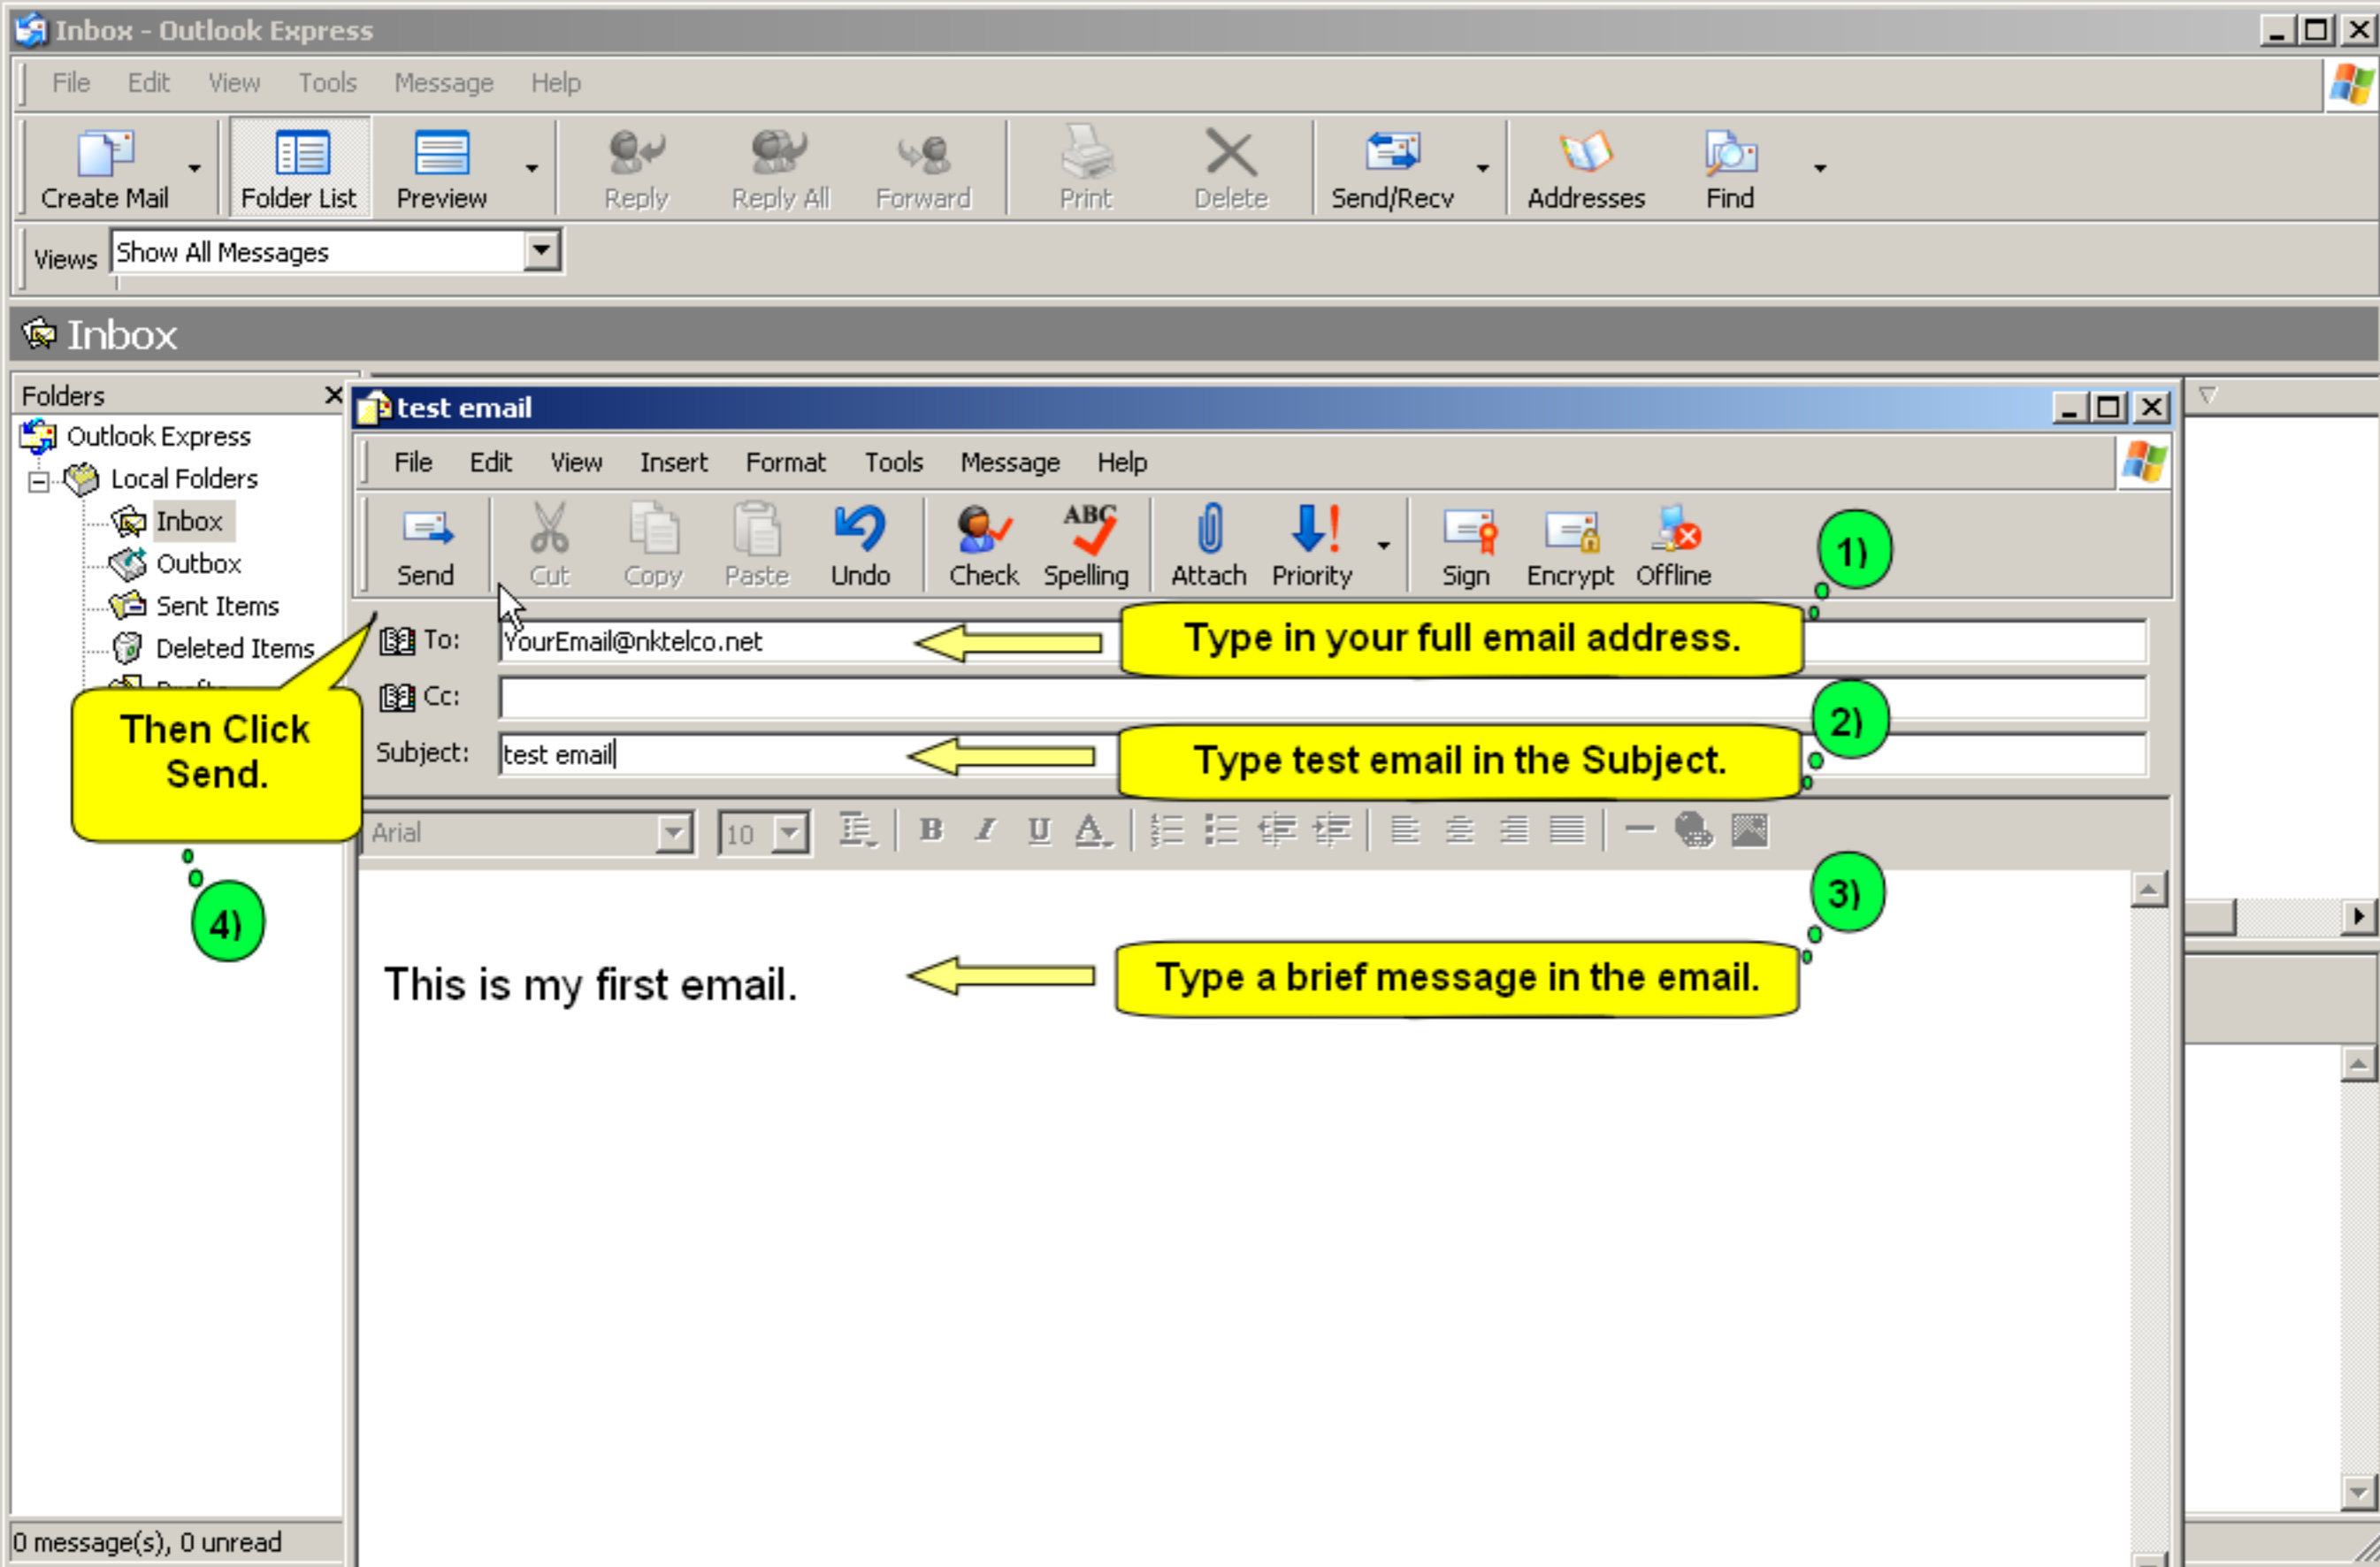 Inbox - Outlook Express
File Edit View Tools Message Help
Create Mail Folder List Preview Reply Reply All Forward Print Delete Send/Recv Addresses Find
Views Show All Messages
Inbox
Folders
Outlook Express
Local Folders
Inbox
Outbox
Sent Items
Deleted Items
test email
File Edit View Insert Format Tools Message Help
Send Cut Copy Paste Undo Check ABC Spelling Attach Priority Sign Encrypt Offline
1)
To: YourEmail@nktelco.net
Type in your full email address.
Cc:
2)
Subject: test email
Type test email in the Subject.
Then Click
Send.
4)
Arial 10 B I U A
3)
This is my first email.
Type a brief message in the email.
0 message(s), 0 unread